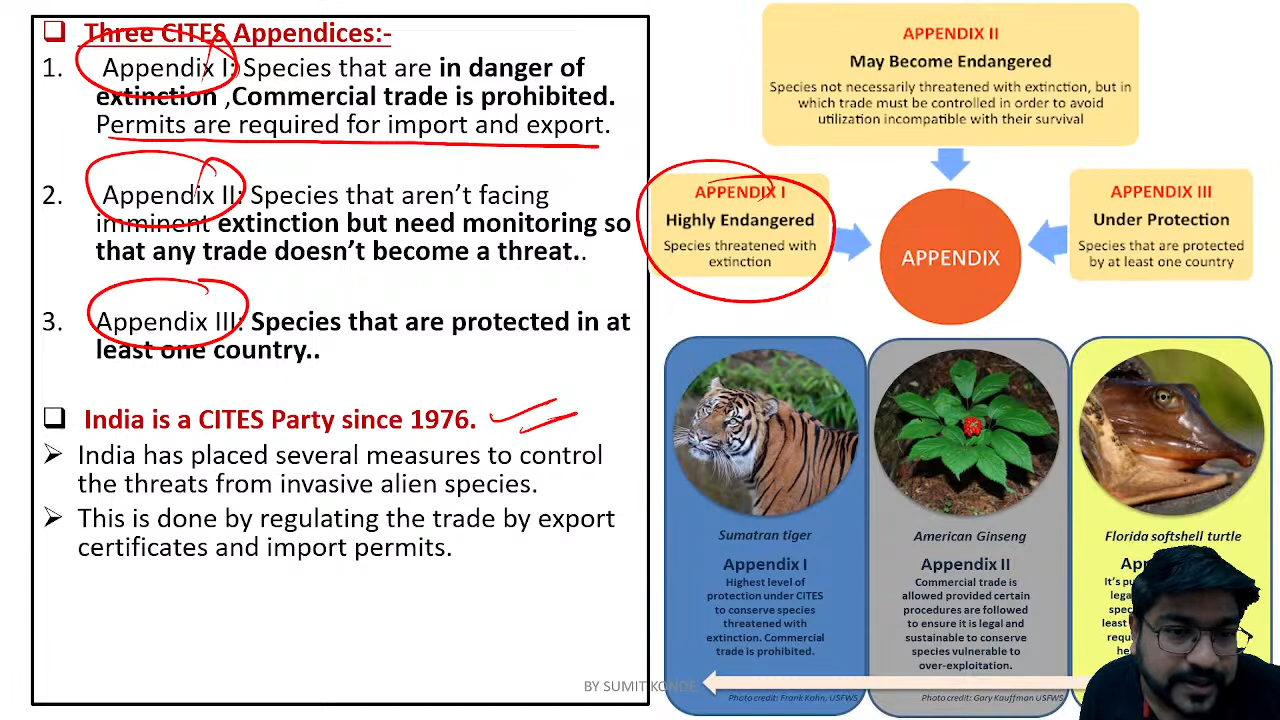 Three CITES Appendices:-
1. Appendix I: Species that are in danger of
extinction ,Commercial trade is prohibited.
Permits are required for import and export.
2. Appendix II: Species that aren't facing
imminent extinction but need monitoring so
that any trade doesn't become a threat..
3. Appendix III: Species that are protected in at
least one country..
India is a CITES Party since 1976.
India has placed several measures to control
the threats from invasive alien species.
This is done by regulating the trade by export
certificates and import permits.
APPENDIX II
May Become Endangered
Species not necessarily threatened with extinction, but in
which trade must be controlled in order to avoid
utilization incompatible with their survival
APPENDIX I
Highly Endangered
Species threatened with
extinction
APPENDIX
APPENDIX III
Under Protection
Species that are protected
by at least one country
Sumatran tiger
Appendix I
Highest level of
protection under CITES
to conserve species
threatened with
extinction. Commercial
trade is prohibited.
Photo credit: Frank Kohn, USFWS
American Ginseng
Appendix II
Commercial trade is
allowed provided certain
procedures are followed
to ensure it is legal and
sustainable to conserve
species vulnerable to
over-exploitation.
Photo credit: Gary Kauffman USFWS
Florida softshell turtle
BY SUMIT KONDE